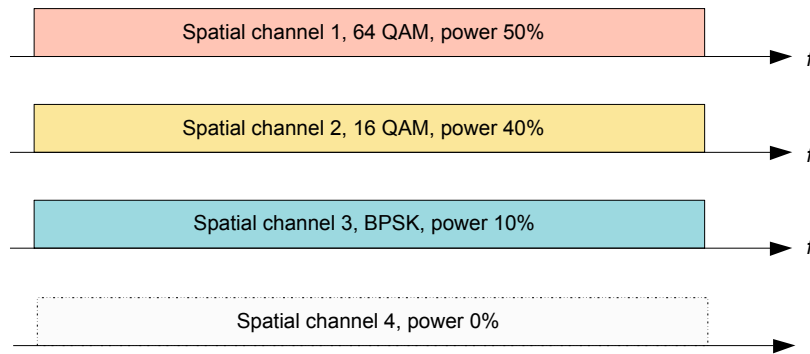 Spatial channel 1, 64 QAM, power 50%
f
Spatial channel 2, 16 QAM, power 40%
f
Spatial channel 3, BPSK, power 10%
f
Spatial channel 4, power 0%
f